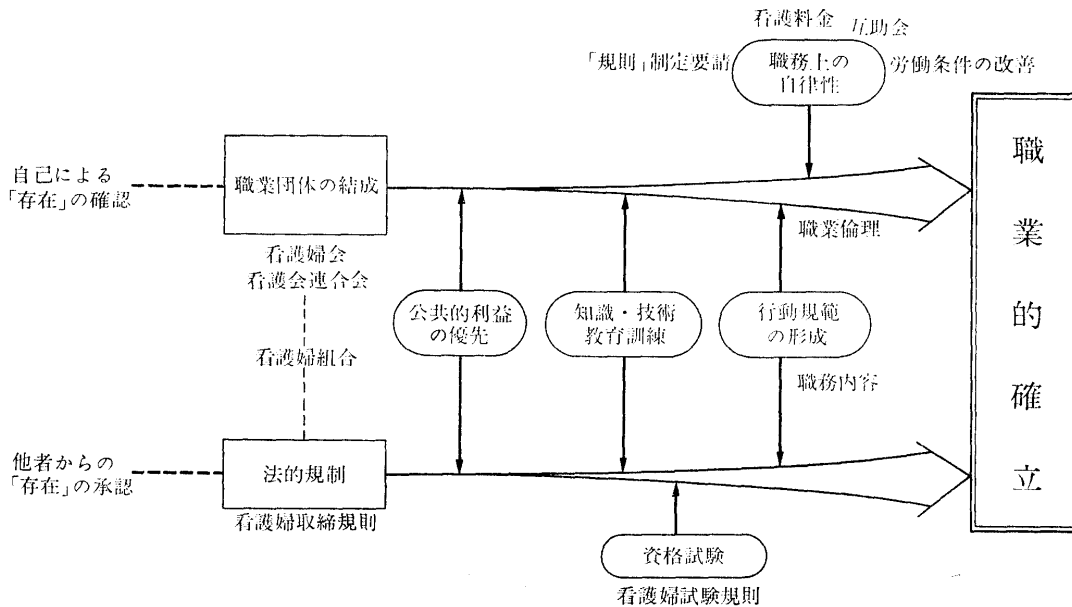 看護料金
互助会
「規則」制定要請
職務上の
自律性
労働条件の改善
自己による
「存在」の確認
職業団体の結成
看護婦会
看護会連合会
職業倫理
公共的利益
の優先
知識・技術
教育訓練
行動規範
の形成
看護婦組合
職務内容
他者からの
「存在」の承認
法的規制
看護婦取締規則
資格試験
看護婦試験規則
職業的確立